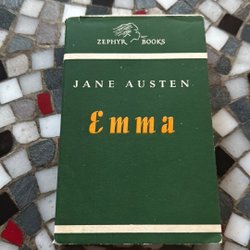 ZEPHYR BOOKS
JANE AUSTEN
Emma